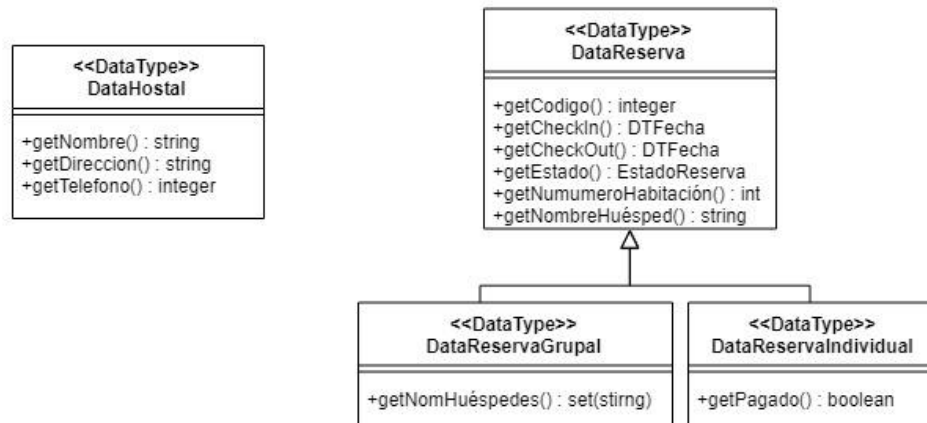 <<DataType>>
DataHostal
+getNombre() : string
+getDireccion() : string
+getTelefono() : integer
<<DataType>>
DataReserva
+getCodigo() : integer
+getCheckIn() : DTFecha
+getCheckOut() : DTFecha
+getEstado() : EstadoReserva
+getNumumeroHabitación() : int
+getNombreHuésped() : string
<<DataType>>
DataReservaGrupal
+getNomHuéspedes() : set(stirng)
<<DataType>>
DataReservaIndividual
+getPagado() : boolean